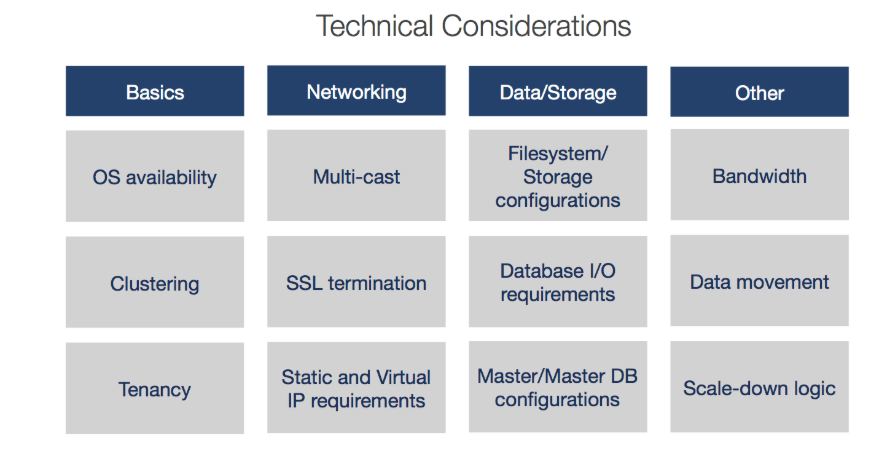 Technical Considerations
Basics
Networking
Data/Storage
Other
OS availability
Multi-cast
Filesystem/
Storage
configurations
Bandwidth
Clustering
SSL termination
Database I/O
requirements
Data movement
Tenancy
Static and Virtual
IP requirements
Master/Master DB
configurations
Scale-down logic